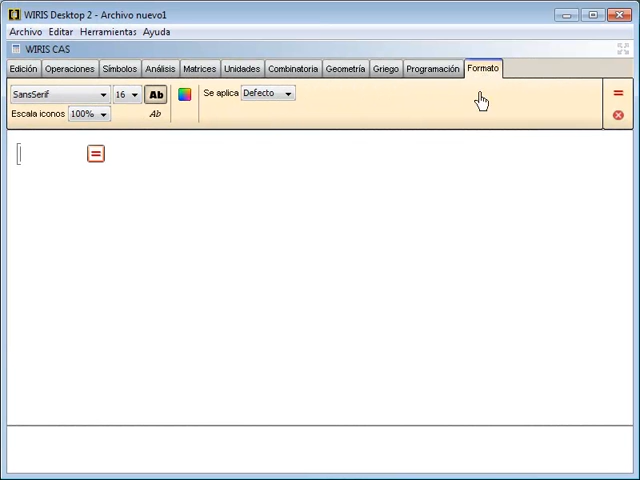 WIRIS Desktop 2 - Archivo nuevo1
Archivo Editar Herramientas Ayuda
WIRIS CAS
Edición Operaciones Símbolos Análisis Matrices Unidades Combinatoria Geometría Griego Programación Formato
SansSerif 16 Ab Se aplica Defecto =
Escala iconos 100% Ab
=